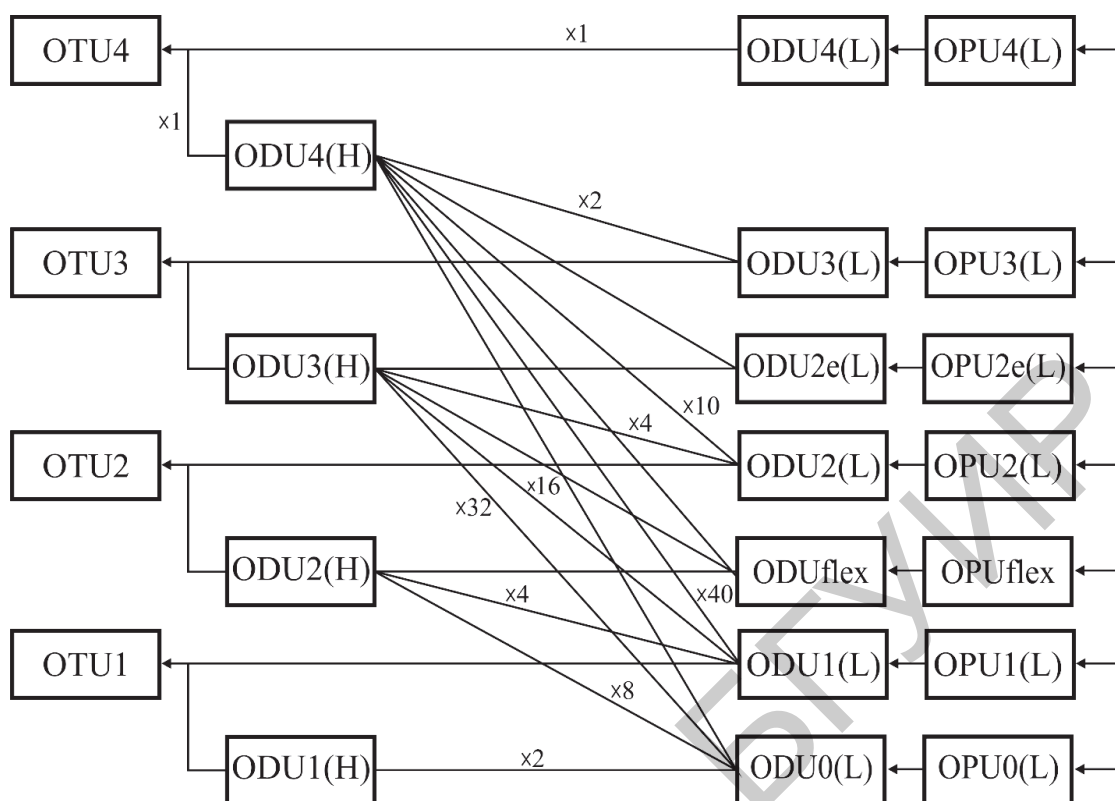 OTU4
×1
ODU4(L)
OPU4(L)
×1
ODU4(H)
×2
OTU3
ODU3(L)
OPU3(L)
ODU3(H)
ODU2e(L)
OPU2e(L)
×4
×10
OTU2
ODU2(L)
OPU2(L)
×16
×32
ODU2(H)
ODUflex
OPUflex
×4
×40
OTU1
ODU1(L)
OPU1(L)
×8
ODU1(H)
×2
ODU0(L)
OPU0(L)
БГУИР